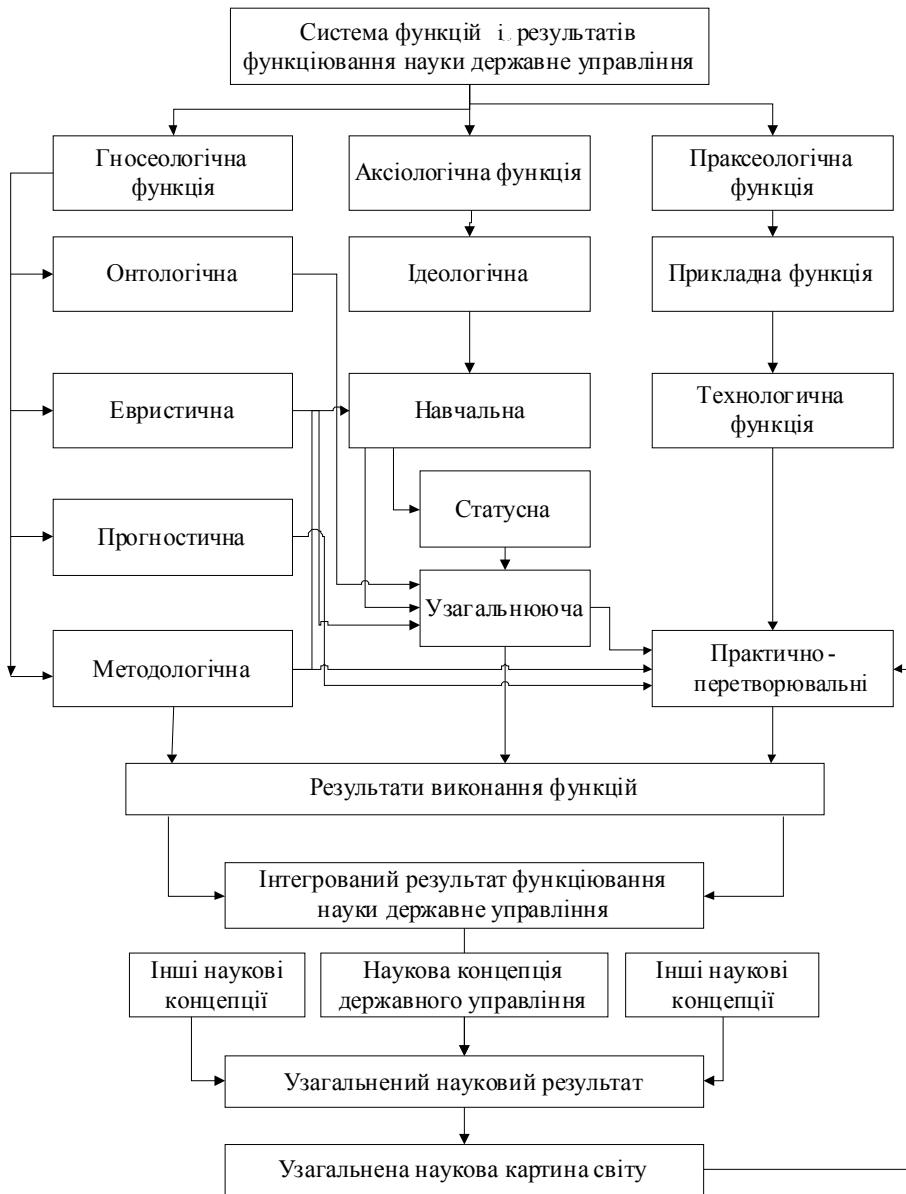 Система функцій і результатів
функціювання науки державне управління
Гносеологічна
функція
Аксіологічна функція
Праксеологічна
функція
Онтологічна
Ідеологічна
Прикладна функція
Евристична
Навчальна
Технологична
функція
Статусна
Прогностична
Узагальнююча
Методологічна
Практично-
перетворювальні
Результати виконання функцій
Інтегрований результат функціювання
науки державне управління
Інші наукові
концепції
Наукова концепція
державного управління
Інші наукові
концепції
Узагальнений науковий результат
Узагальнена наукова картина світу